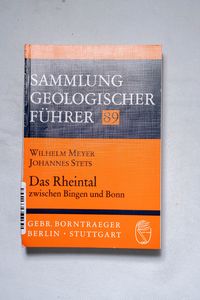 SAMMLUNG
GEOLOGISCHER
FÜHRER 89
WILHELM MEYER
JOHANNES STETS
Das Rheintal
zwischen Bingen und Bonn
GEBR. BORNTRAEGER
BERLIN • STUTTGART